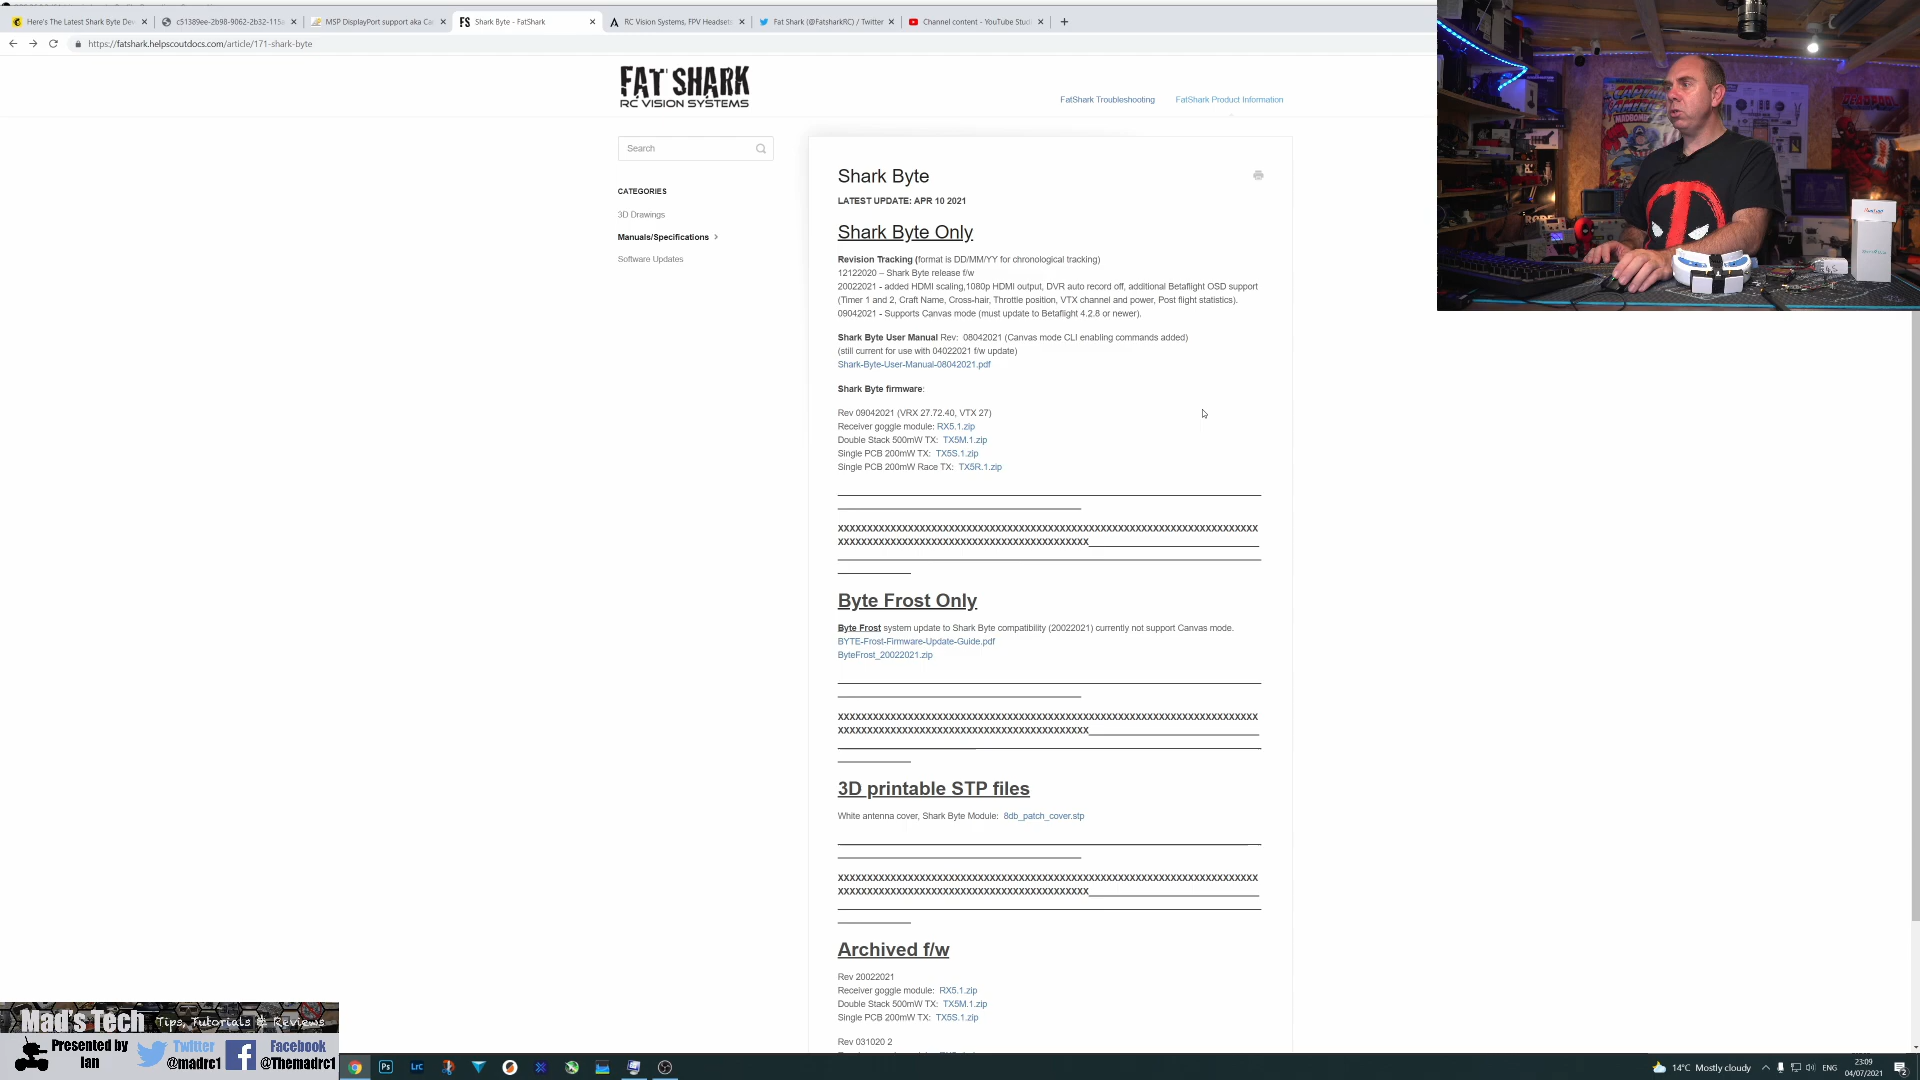 Here's The Latest Shark Byte Dev
c51389ee-2b98-9062-2b32-115a
MSP DisplayPort support aka Ca
FS Shark Byte - FatShark
RC Vision Systems, FPV Headsets
Fat Shark (@FatsharkRC) / Twitter
Channel content - YouTube Studi
https://fatshark.helpscoutdocs.com/article/171-shark-byte
FAT SHARK
RC VISION SYSTEMS
FatShark Troubleshooting
FatShark Product Information
Search
CATEGORIES
3D Drawings
Manuals/Specifications
Software Updates
Shark Byte
LATEST UPDATE: APR 10 2021
Shark Byte Only
Revision Tracking (format is DD/MM/YY for chronological tracking)
12122020 – Shark Byte release f/w
20022021 - added HDMI scaling,1080p HDMI output, DVR auto record off, additional Betaflight OSD support
(Timer 1 and 2, Craft Name, Cross-hair, Throttle position, VTX channel and power, Post flight statistics).
09042021 - Supports Canvas mode (must update to Betaflight 4.2.8 or newer).
Shark Byte User Manual Rev: 08042021 (Canvas mode CLI enabling commands added)
(still current for use with 04022021 f/w update)
Shark-Byte-User-Manual-08042021.pdf
Shark Byte firmware:
Rev 09042021 (VRX 27.72.40, VTX 27)
Receiver goggle module: RX5.1.zip
Double Stack 500mW TX: TX5M.1.zip
Single PCB 200mW TX: TX5S.1.zip
Single PCB 200mW Race TX: TX5R.1.zip
Byte Frost Only
Byte Frost system update to Shark Byte compatibility (20022021) currently not support Canvas mode.
BYTE-Frost-Firmware-Update-Guide.pdf
ByteFrost_20022021.zip
3D printable STP files
White antenna cover, Shark Byte Module: 8db_patch_cover.stp
Archived f/w
Rev 20022021
Receiver goggle module: RX5.1.zip
Double Stack 500mW TX: TX5M.1.zip
Single PCB 200mW TX: TX5S.1.zip
Rev 031020 2
Mad's Tech Tips, Tutorials & Reviews
Presented by Ian
Twitter @madrc1
Facebook @Themadrc1
Ps
Lrc
14°C Mostly cloudy
ENG
23:09
04/07/2021